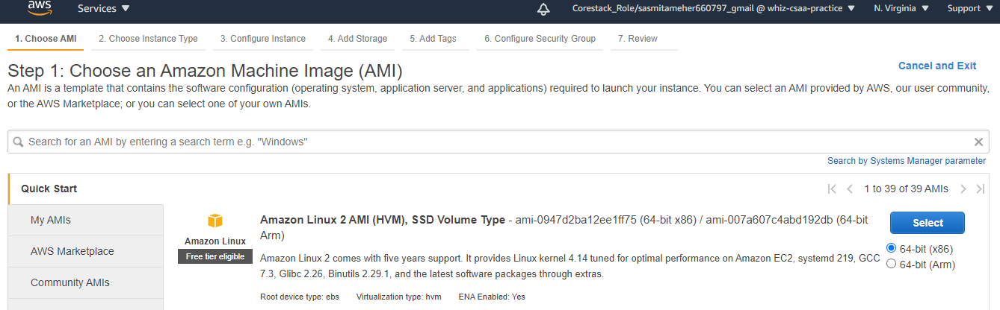 aws
Services
Corestack_Role/sasmitameher660797_gmail @ whiz-csaa-practice
N. Virginia
Support
1. Choose AMI
2. Choose Instance Type
3. Configure Instance
4. Add Storage
5. Add Tags
6. Configure Security Group
7. Review
Step 1: Choose an Amazon Machine Image (AMI)
Cancel and Exit
An AMI is a template that contains the software configuration (operating system, application server, and applications) required to launch your instance. You can select an AMI provided by AWS, our user community,
or the AWS Marketplace; or you can select one of your own AMIs.
Search for an AMI by entering a search term e.g. "Windows"
Search by Systems Manager parameter
Quick Start
1 to 39 of 39 AMIs
My AMIs
AWS Marketplace
Community AMIs
Amazon Linux
Free tier eligible
Amazon Linux 2 AMI (HVM), SSD Volume Type - ami-0947d2ba12ee1ff75 (64-bit x86) / ami-007a607c4abd192db (64-bit
Arm)
Amazon Linux 2 comes with five years support. It provides Linux kernel 4.14 tuned for optimal performance on Amazon EC2, systemd 219, GCC
7.3, Glibc 2.26, Binutils 2.29.1, and the latest software packages through extras.
Root device type: ebs
Virtualization type: hvm
ENA Enabled: Yes
Select
64-bit (x86)
64-bit (Arm)